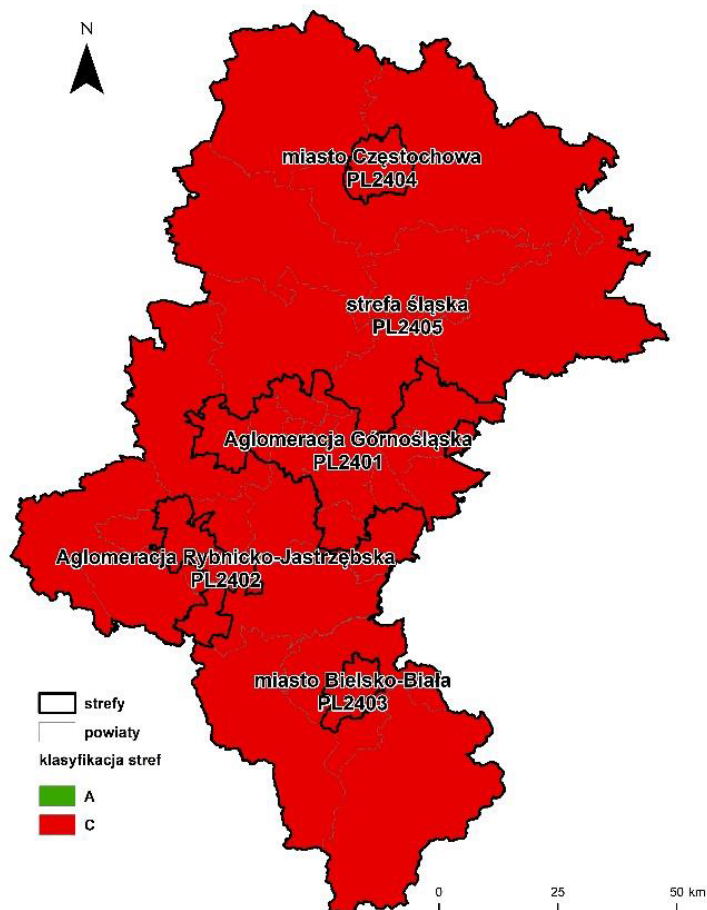 N
miasto Częstochowa
PL2404
strefa śląska
PL2405
Aglomeracja Górnośląska
PL2401
Aglomeracja Rybnicko-Jastrzębska
PL2402
miasto Bielsko-Biała
PL2403
strefy
powiaty
klasyfikacja stref
A
C
0 25 50 km